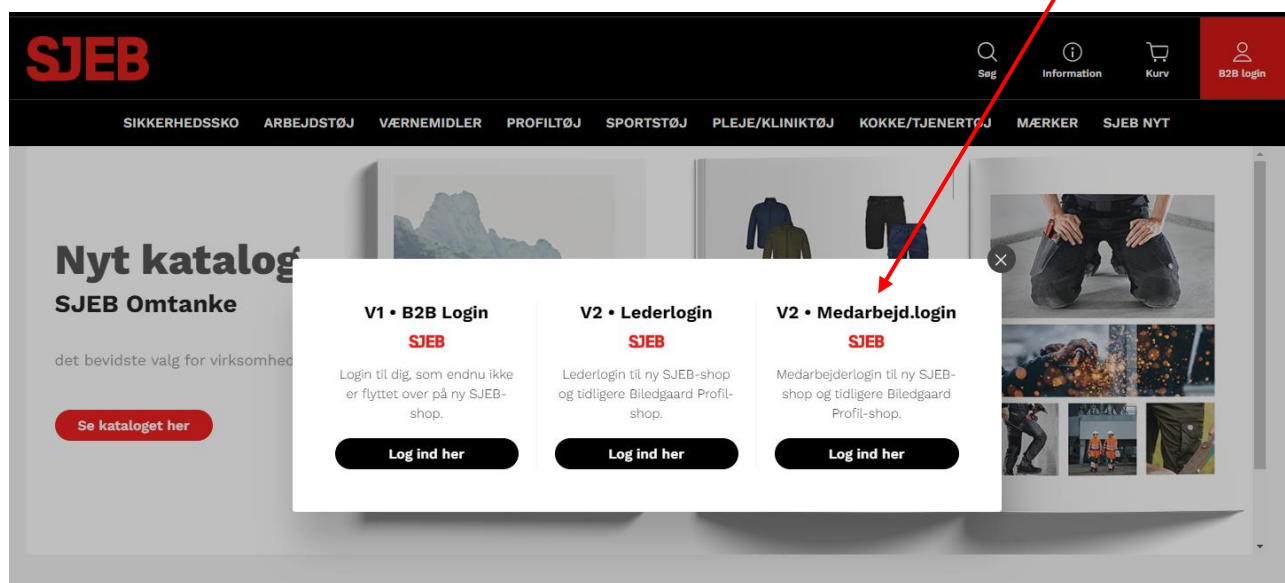 SJEB
Søg
Information
Kurv
B2B login
SIKKERHEDSSKO ARBEJDSTØJ VÆRNEMIDLER PROFILTØJ SPORTSTØJ PLEJE/KLINIKTØJ KOKKE/TJENERTØJ MÆRKER SJEB NYT
Nyt katalog
SJEB Omtanke
det bevidste valg for virksomhed
Se kataloget her
V1 • B2B Login
SJEB
Login til dig, som endnu ikke
er flyttet over på ny SJEB-
shop.
Log ind her
V2 • Lederlogin
SJEB
Lederlogin til ny SJEB-shop
og tidligere Biledgaard Profil-
shop.
Log ind her
V2 • Medarbejd.login
SJEB
Medarbejderlogin til ny SJEB-
shop og tidligere Biledgaard
Profil-shop.
Log ind her